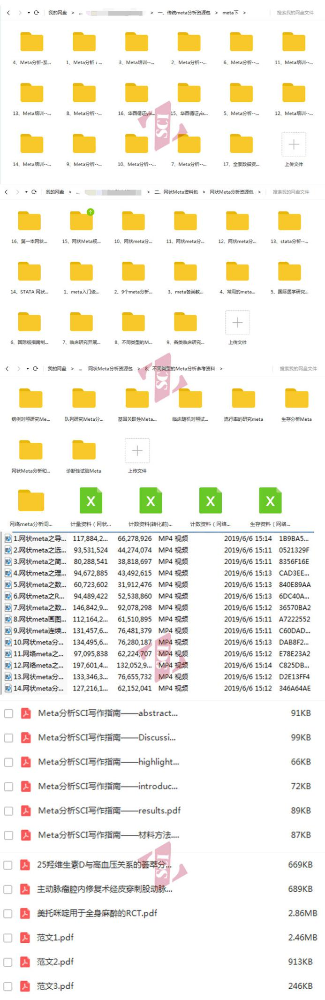 我的网盘 > ... > 一、传统meta分析资源包 > meta下 > 搜索我的网盘文件
4、Meta分析-系... 1、Meta分析：... 3、Meta培训--... 2、Meta分析--... 6、Meta分析--... 11、Meta培训--...
13、Meta培训--... 8、Meta分析--... 16、华西循证yix... 15、华西循证yix... 5、Meta分析--... 12、Meta培训--...
14、Meta培训--... 9、Meta分析--... 10、Meta分析--... 7、Meta分析--... 17、全套数据资... 上传文件
SCI
我的网盘 > ... > 二、网状Meta资料包 > 网状Meta分析资源包 > 搜索我的网盘文件
16、第一本网状... 15、网状Meta视... 10、网状meta分... 11、网状meta分... 12、网状meta分... 13、stata分析--...
14、STATA 网状... 1、meta入门级... 2、9个meta分析... 3、meta各类教... 4、常用的meta... 5、国际医学研究...
6、国际版指南制... 7、临床研究开展... 8、不同类型的M... 9、各类临床研究... 上传文件
我的网盘 > ... 网状Meta分析资源包 > 8、不同类型的Meta分析参考资料 > 搜索我的网盘文件
SCI
病例对照研究Me... 队列研究Meta分... 基因关联性Meta... 临床随机对照试... 流行率的研究meta 生存分析Meta
网状Meta分析和... 诊断性试验Meta 上传文件
网络meta分析间... 计量资料（网状... 计数资料(转化前)... 计数资料（网络... 生存资料（网络...
1.网状meta之导... 117,884,2... 66,278,926 MP4 视频 2019/6/6 15:14 1B9BA5...
2.网状meta之选... 93,531,524 44,274,074 MP4 视频 2019/6/6 15:11 0521329F
3.网状meta之简... 80,288,541 38,818,697 MP4 视频 2019/6/6 15:11 8356F16E
4.网状meta之理... 94,672,885 43,492,615 MP4 视频 2019/6/6 15:13 CAD3EE...
5.网状meta之数... 60,723,602 31,912,476 MP4 视频 2019/6/6 15:13 840E89AA
6.网状meta之R... 94,489,422 52,538,860 MP4 视频 2019/6/6 15:13 6DC40A...
7.网状meta之数... 146,842,9... 92,078,298 MP4 视频 2019/6/6 15:12 36570BA2
8.网状meta画图... 112,164,2... 61,510,895 MP4 视频 2019/6/6 15:11 A7222552
9.网状meta连续... 131,457,6... 76,481,379 MP4 视频 2019/6/6 15:11 C60DAD...
10.网状meta分... 134,495,6... 76,280,187 MP4 视频 2019/6/6 15:13 DAB8F2...
11.网络meta之... 97,095,838 62,224,707 MP4 视频 2019/6/6 15:12 E78E23A2
12.网络meta之... 197,601,4... 132,052,9... MP4 视频 2019/6/6 15:14 C825DB...
13.网状meta分... 133,346,3... 76,655,732 MP4 视频 2019/6/6 15:12 D2E13FF4
14.网状meta分... 127,216,1... 62,152,041 MP4 视频 2019/6/6 15:12 346A64AE
SCI
Meta分析SCI写作指南——abstract... 91KB
Meta分析SCI写作指南——Discussi... 99KB
Meta分析SCI写作指南——highlight... 66KB
Meta分析SCI写作指南——introduc... 72KB
Meta分析SCI写作指南——results.pdf 89KB
Meta分析SCI写作指南——材料方法.... 87KB
25羟维生素D与高血压关系的荟萃分... 669KB
SCI
主动脉瘤腔内修复术经皮穿刺股动脉... 689KB
美托咪啶用于全身麻醉的RCT.pdf 2.86MB
范文1.pdf 2.46MB
范文2.pdf 913KB
范文3.pdf 246KB